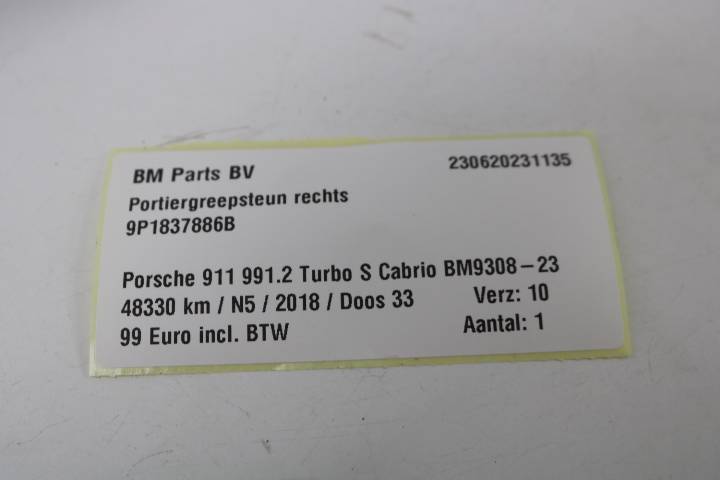 BM Parts BV 230620231135
Portiergreepsteun rechts
9P1837886B
Porsche 911 991.2 Turbo S Cabrio BM9308-23
48330 km / N5 / 2018 / Doos 33 Verz: 10
99 Euro incl. BTW Aantal: 1